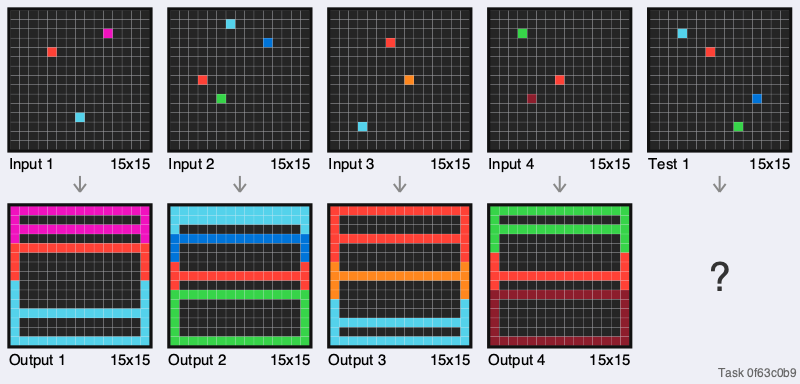 Input 1 15x15 Input 2 15x15 Input 3 15x15 Input 4 15x15 Test 1 15x15
?
Output 1 15x15 Output 2 15x15 Output 3 15x15 Output 4 15x15
Task 0f63c0b9